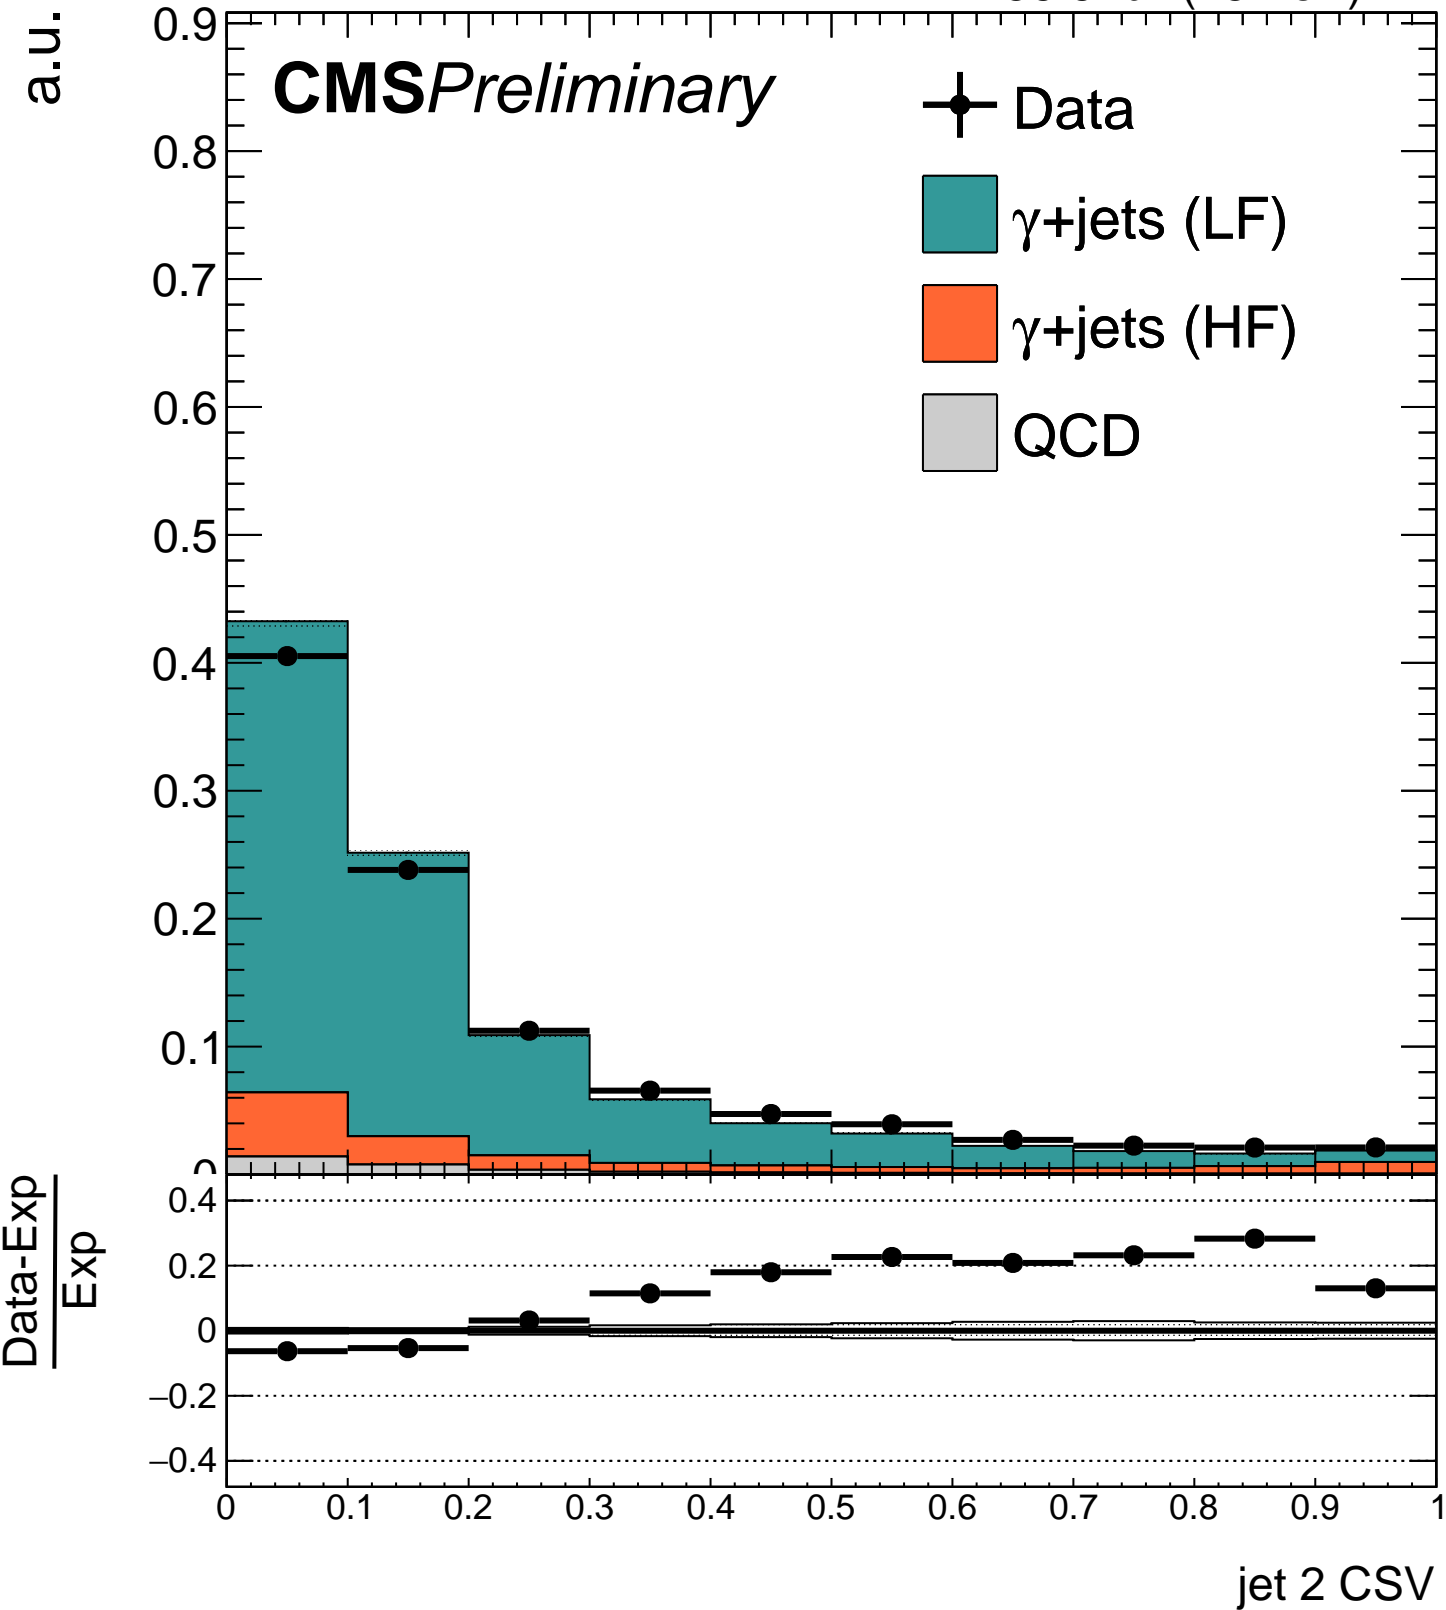 a.u.
CMS Preliminary
Data
γ+jets (LF)
γ+jets (HF)
QCD
0.9
0.8
0.7
0.6
0.5
0.4
0.3
0.2
0.1
0
Data-Exp
Exp
0.4
0.2
0
−0.2
−0.4
0 0.1 0.2 0.3 0.4 0.5 0.6 0.7 0.8 0.9 1
jet 2 CSV